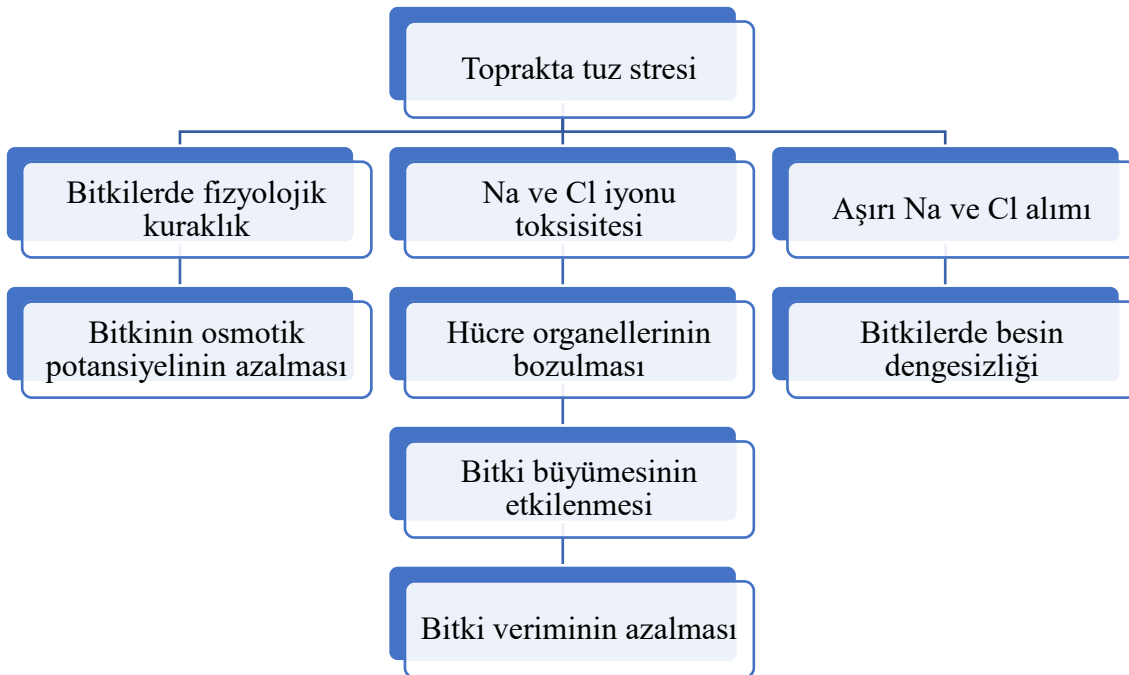 Toprakta tuz stresi
Bitkilerde fizyolojik
kuraklık
Na ve Cl iyonu
toksisitesi
Aşırı Na ve Cl alımı
Bitkinin osmotik
potansiyelinin azalması
Hücre organellerinin
bozulması
Bitkilerde besin
dengesizliği
Bitki büyümesinin
etkilenmesi
Bitki veriminin azalması